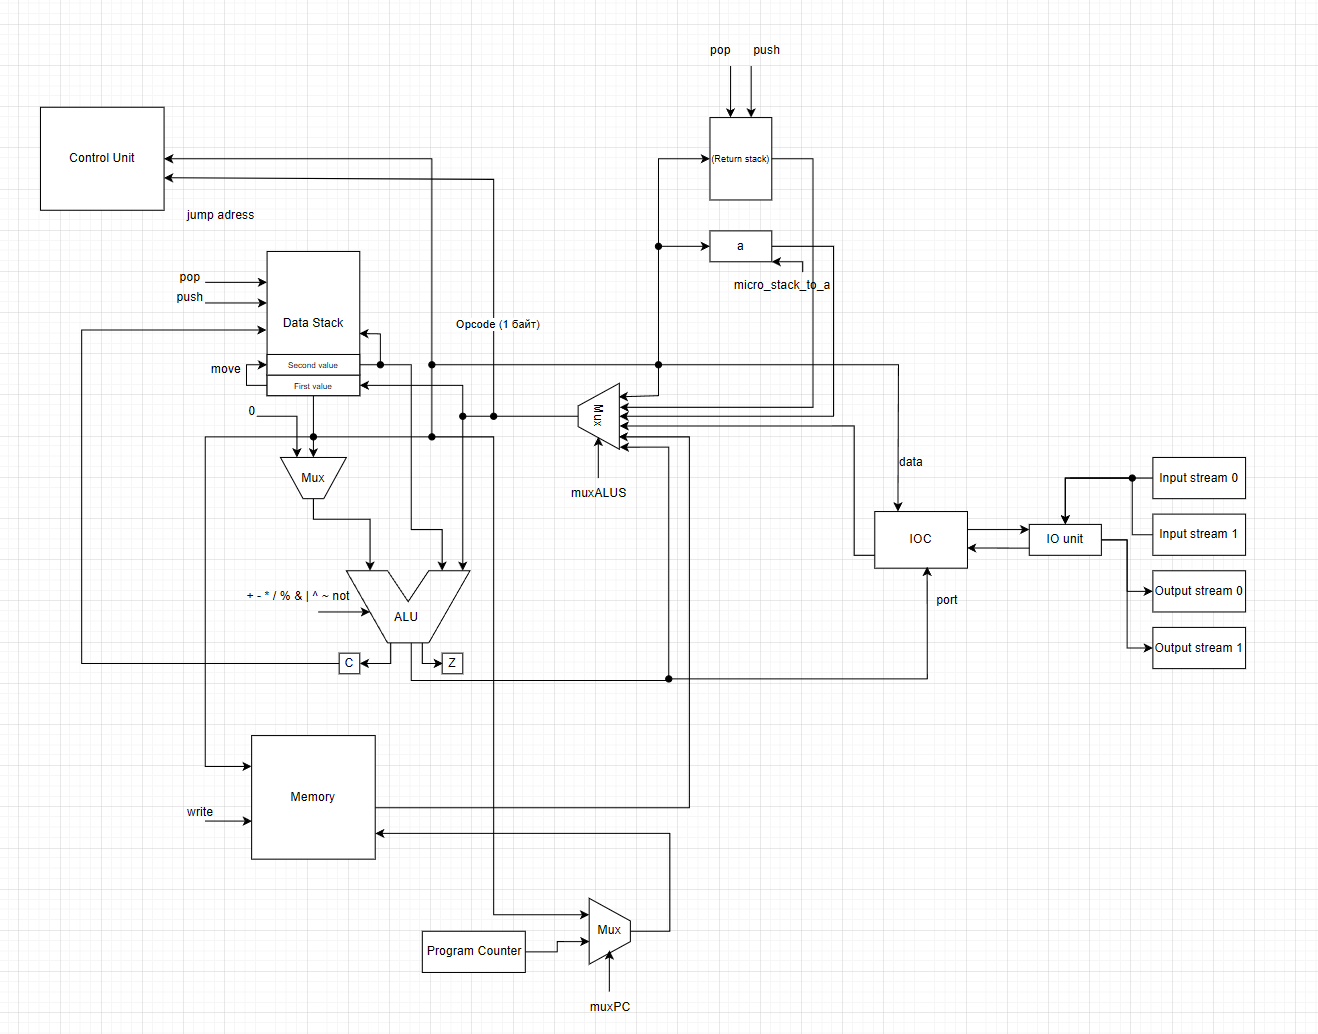 pop push
Control Unit
(Return stack)
jump adress
a
pop
micro_stack_to_a
push
Data Stack
Opcode (1 байт)
Second value
move
First value
0
Mux
data
Mux
Input stream 0
muxALUS
Input stream 1
IOC
IO unit
+ - * / % & | ^ ~ not
Output stream 0
port
ALU
Output stream 1
C
Z
Memory
write
Mux
Program Counter
muxPC